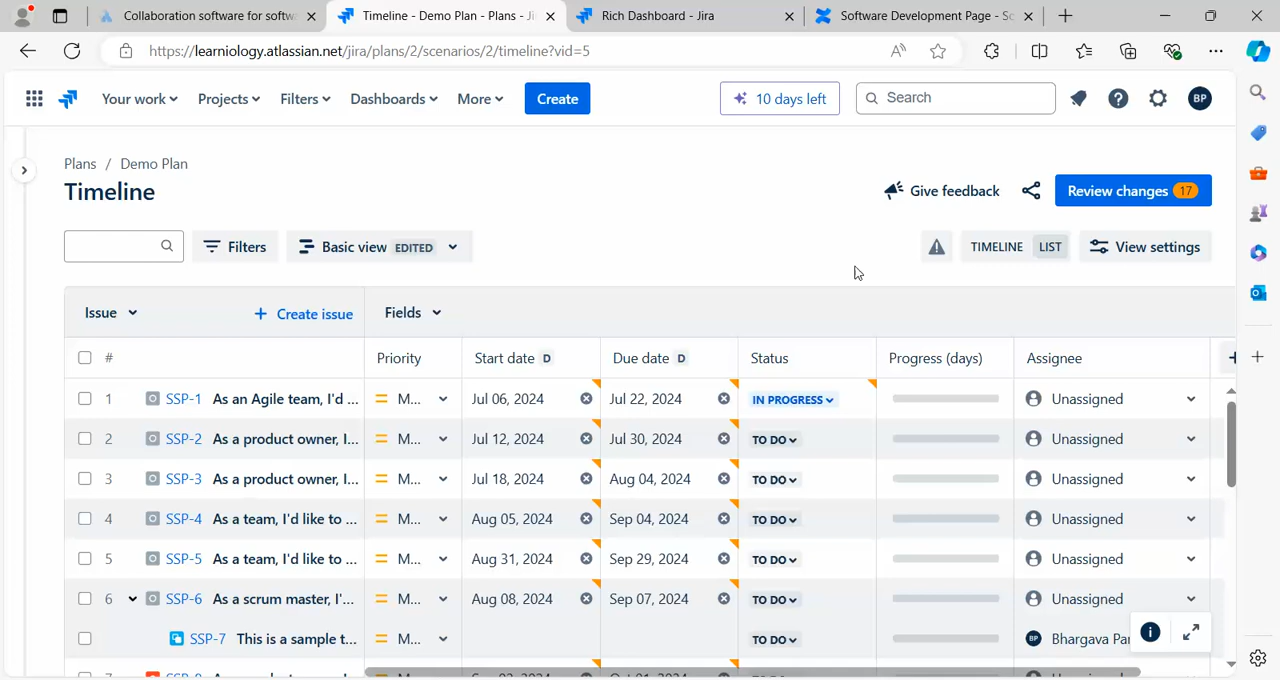 Collaboration software for softwa
Timeline - Demo Plan - Plans - Ji
Rich Dashboard - Jira
Software Development Page - So
https://learniology.atlassian.net/jira/plans/2/scenarios/2/timeline?vid=5
Your work
Projects
Filters
Dashboards
More
Create
10 days left
Search
BP
Plans / Demo Plan
Timeline
Give feedback
Review changes 17
Filters
Basic view EDITED
TIMELINE LIST
View settings
Issue
+ Create issue
Fields
# Priority Start date D Due date D Status Progress (days) Assignee
1 SSP-1 As an Agile team, I'd ... M... Jul 06, 2024 Jul 22, 2024 IN PROGRESS Unassigned
2 SSP-2 As a product owner, I... M... Jul 12, 2024 Jul 30, 2024 TO DO Unassigned
3 SSP-3 As a product owner, I... M... Jul 18, 2024 Aug 04, 2024 TO DO Unassigned
4 SSP-4 As a team, I'd like to ... M... Aug 05, 2024 Sep 04, 2024 TO DO Unassigned
5 SSP-5 As a team, I'd like to ... M... Aug 31, 2024 Sep 29, 2024 TO DO Unassigned
6 SSP-6 As a scrum master, I'... M... Aug 08, 2024 Sep 07, 2024 TO DO Unassigned
SSP-7 This is a sample t... M... TO DO BP Bhargava Par